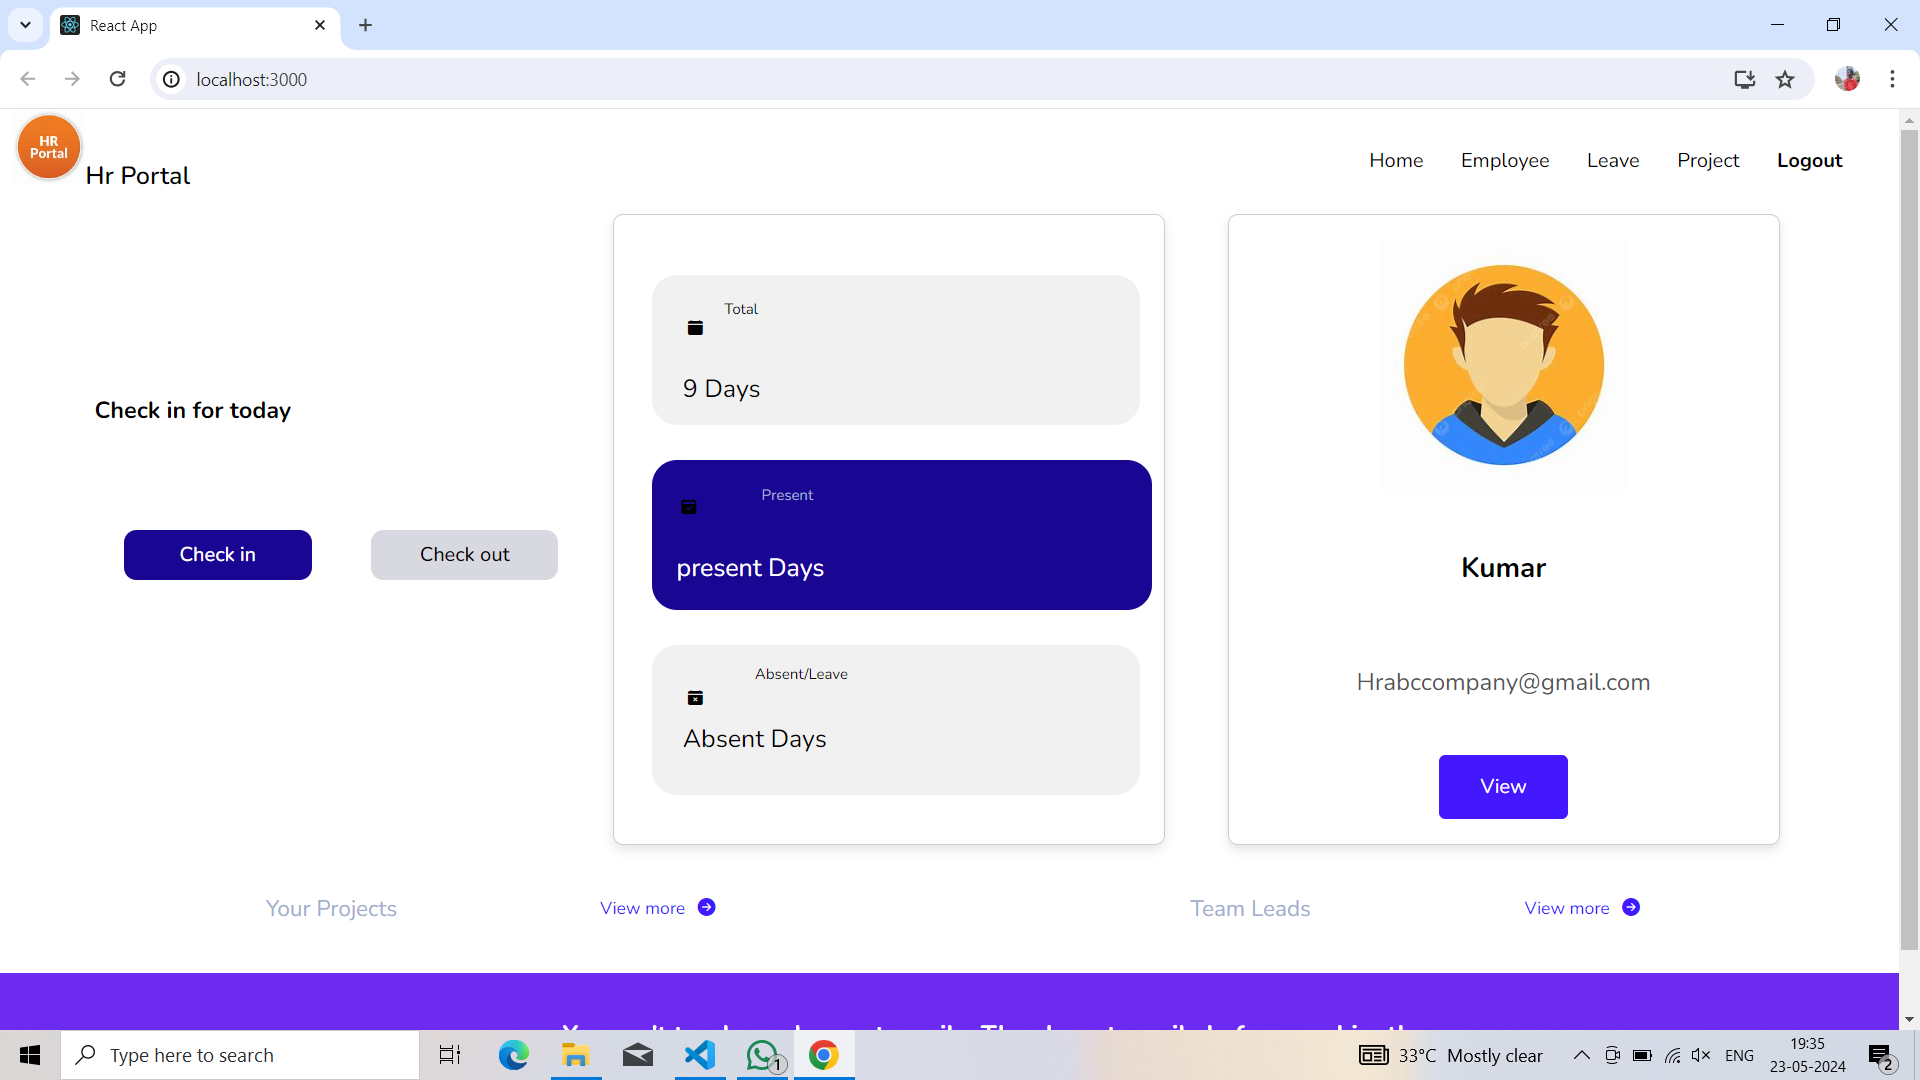 React App
localhost:3000
HR
Portal
Hr Portal
Home Employee Leave Project Logout
Check in for today
Check in Check out
Total
9 Days
Present
present Days
Absent/Leave
Absent Days
Kumar
Hrabccompany@gmail.com
View
Your Projects View more Team Leads View more
Type here to search
1
33°C Mostly clear
ENG
19:35
23-05-2024
2